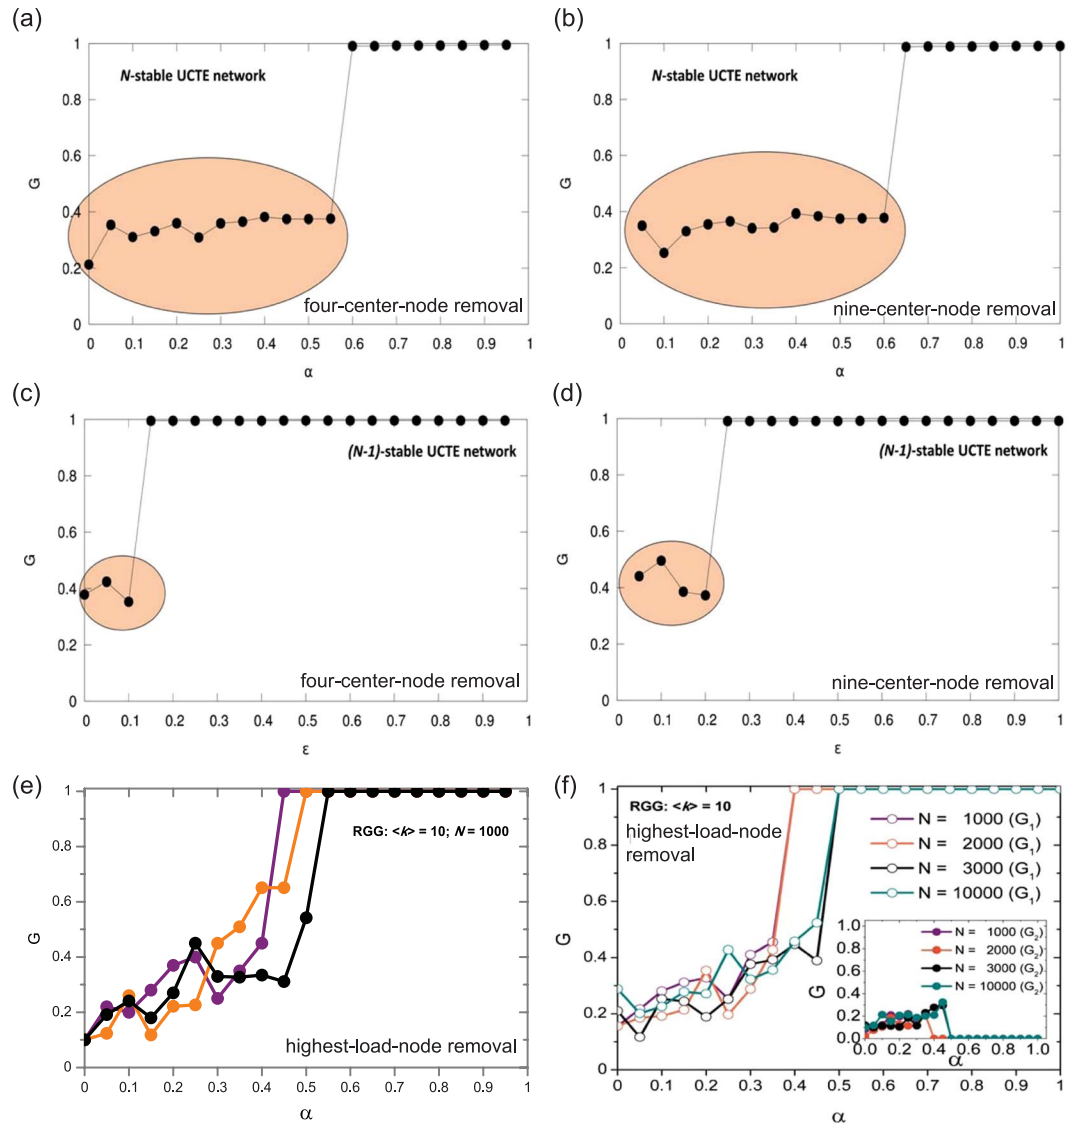 (a)
1
0.8
0.6
0.4
0.2
0
G
N-stable UCTE network
four-center-node removal
0 0.1 0.2 0.3 0.4 0.5 0.6 0.7 0.8 0.9 1
α
(b)
1
0.8
0.6
0.4
0.2
0
G
N-stable UCTE network
nine-center-node removal
0 0.1 0.2 0.3 0.4 0.5 0.6 0.7 0.8 0.9 1
α
(c)
1
0.8
0.6
0.4
0.2
0
G
(N-1)-stable UCTE network
four-center-node removal
0 0.1 0.2 0.3 0.4 0.5 0.6 0.7 0.8 0.9 1
ε
(d)
1
0.8
0.6
0.4
0.2
0
G
(N-1)-stable UCTE network
nine-center-node removal
0 0.1 0.2 0.3 0.4 0.5 0.6 0.7 0.8 0.9 1
ε
(e)
1
0.8
0.6
0.4
0.2
0
G
RGG: <k> = 10; N = 1000
highest-load-node removal
0 0.1 0.2 0.3 0.4 0.5 0.6 0.7 0.8 0.9 1
α
(f)
1
0.8
0.6
0.4
0.2
0
G
RGG: <k> = 10
highest-load-node
removal
N = 1000 (G₁)
N = 2000 (G₁)
N = 3000 (G₁)
N = 10000 (G₁)
1.0
0.8
0.6
0.4
0.2
0.0
G
N = 1000 (G₂)
N = 2000 (G₂)
N = 3000 (G₂)
N = 10000 (G₂)
0.0 0.2 0.4 0.6 0.8 1.0
α
0 0.1 0.2 0.3 0.4 0.5 0.6 0.7 0.8 0.9 1
α